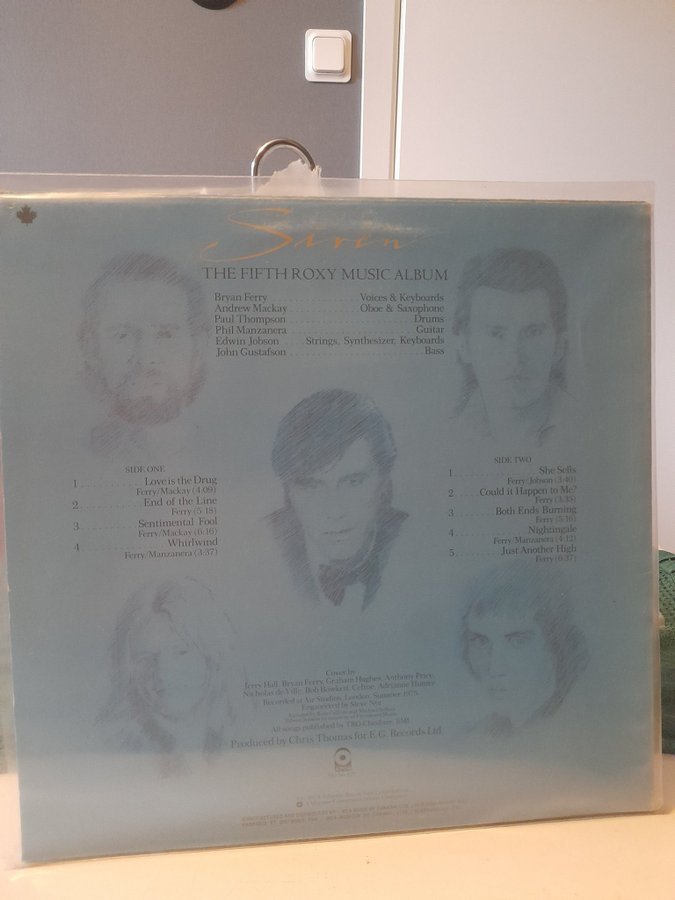 Siren
THE FIFTH ROXY MUSIC ALBUM
Bryan Ferry ........ Voices & Keyboards
Andrew Mackay ........ Oboe & Saxophone
Paul Thompson ........ Drums
Phil Manzanera ........ Guitar
Edwin Jobson ........ Strings, Synthesizer, Keyboards
John Gustafson ........ Bass
SIDE ONE
1 ........ Love is the Drug
Ferry/Mackay (4:09)
2 ........ End of the Line
Ferry (5:18)
3 ........ Sentimental Fool
Ferry/Mackay (6:16)
4 ........ Whirlwind
Ferry/Manzanera (3:37)
SIDE TWO
1 ........ She Sells
Ferry/Jobson (3:40)
2 ........ Could it Happen to Me?
Ferry (3:38)
3 ........ Both Ends Burning
Ferry (5:16)
4 ........ Nightingale
Ferry/Manzanera (4:12)
5 ........ Just Another High
Ferry (6:37)
Cover by
Jerry Hall, Bryan Ferry, Graham Hughes, Anthony Price,
Nicholas de Ville, Bob Bowkett, Celine, Adrianne Hunter
Recorded at Air Studios, London, Summer 1975.
Engineered by Steve Nye
All songs published by TRO-Cheshire, BMI
Produced by Chris Thomas for E.G. Records Ltd.